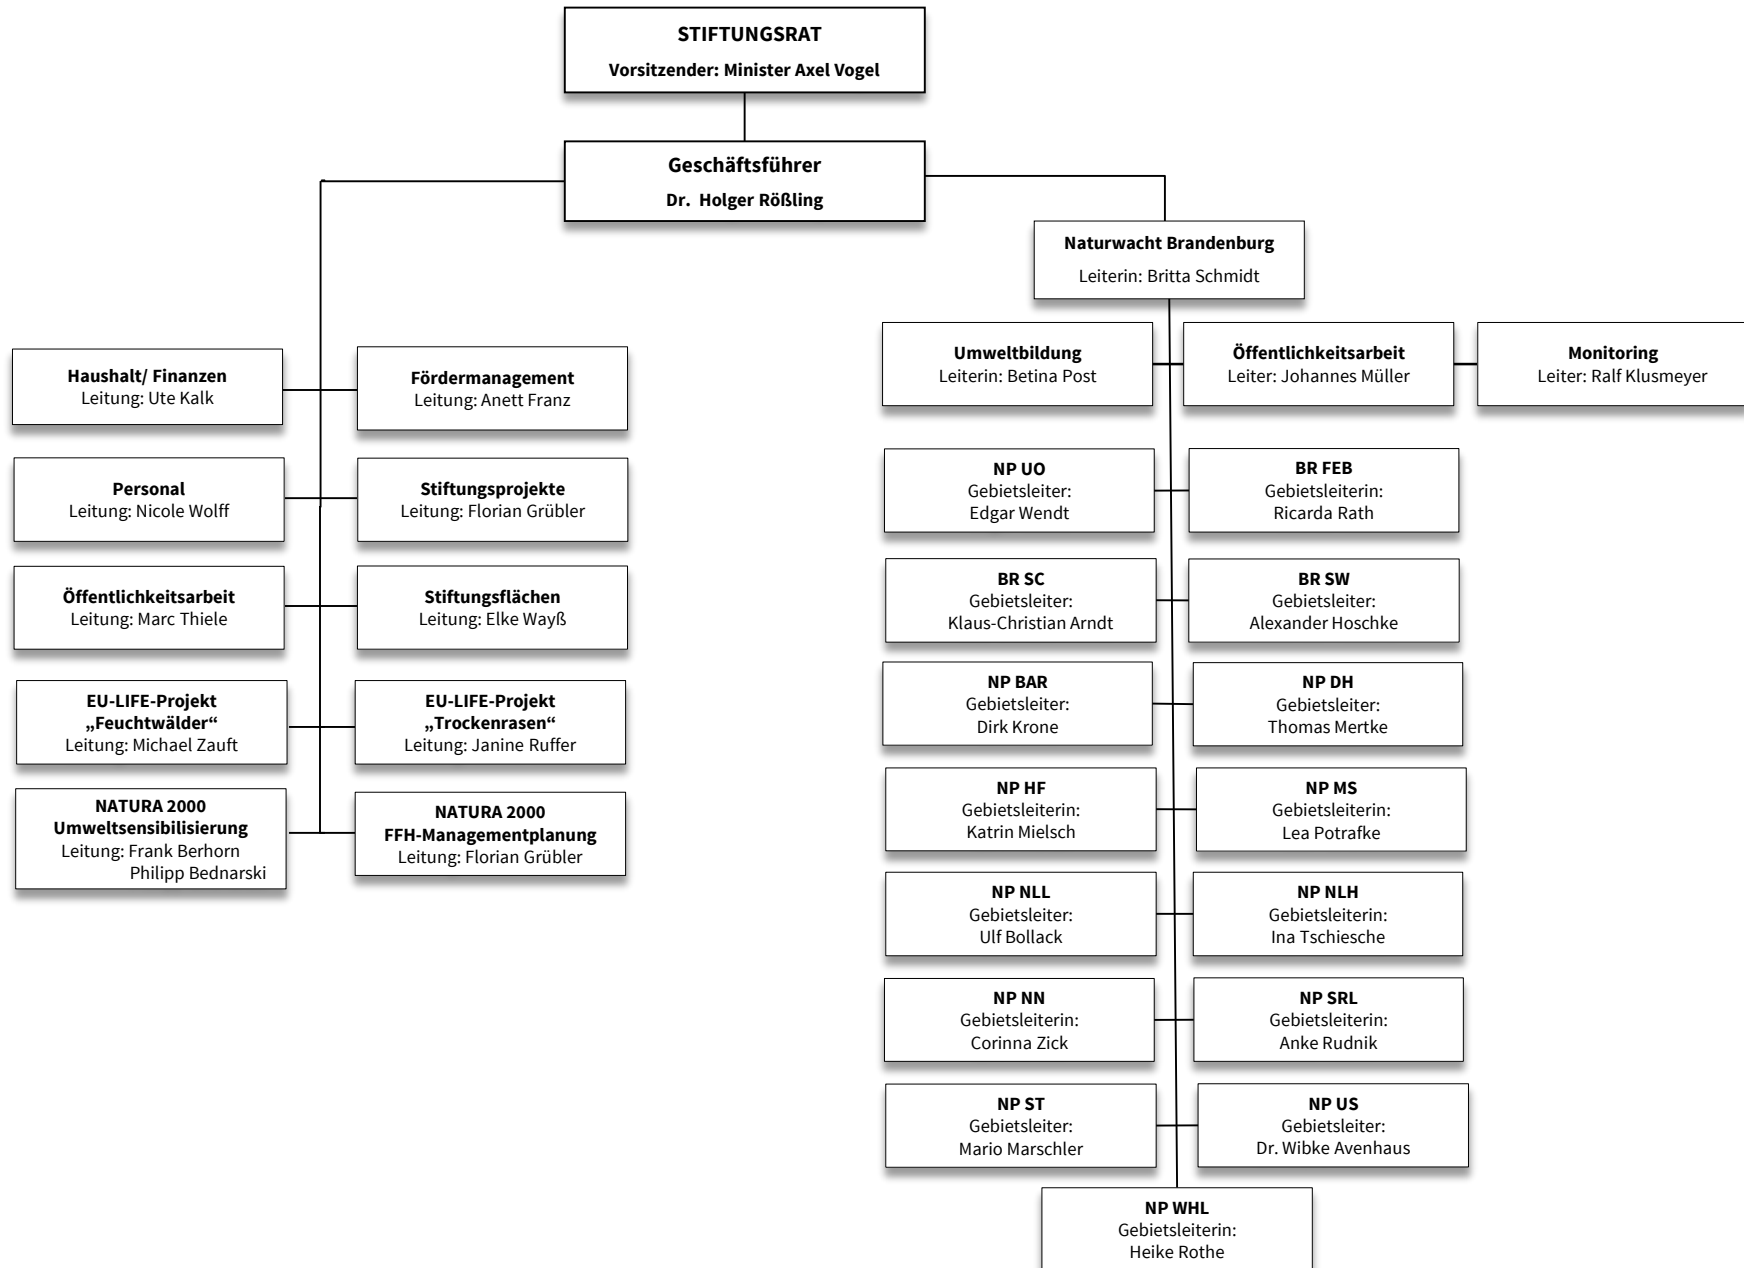 STIFTUNGSRAT
Vorsitzender: Minister Axel Vogel
Geschäftsführer
Dr. Holger Rößling
Naturwacht Brandenburg
Leiterin: Britta Schmidt
Haushalt/ Finanzen
Leitung: Ute Kalk
Fördermanagement
Leitung: Anett Franz
Personal
Leitung: Nicole Wolff
Stiftungsprojekte
Leitung: Florian Grübler
Öffentlichkeitsarbeit
Leitung: Marc Thiele
Stiftungsflächen
Leitung: Elke Wayß
EU-LIFE-Projekt
„Feuchtwälder“
Leitung: Michael Zauft
EU-LIFE-Projekt
„Trockenrasen“
Leitung: Janine Ruffer
NATURA 2000
Umweltsensibilisierung
Leitung: Frank Berhorn
Philipp Bednarski
NATURA 2000
FFH-Managementplanung
Leitung: Florian Grübler
Umweltbildung
Leiterin: Betina Post
Öffentlichkeitsarbeit
Leiter: Johannes Müller
Monitoring
Leiter: Ralf Klusmeyer
NP UO
Gebietsleiter:
Edgar Wendt
BR FEB
Gebietsleiterin:
Ricarda Rath
BR SC
Gebietsleiter:
Klaus-Christian Arndt
BR SW
Gebietsleiter:
Alexander Hoschke
NP BAR
Gebietsleiter:
Dirk Krone
NP DH
Gebietsleiter:
Thomas Mertke
NP HF
Gebietsleiterin:
Katrin Mielsch
NP MS
Gebietsleiterin:
Lea Potrafke
NP NLL
Gebietsleiter:
Ulf Bollack
NP NLH
Gebietsleiterin:
Ina Tschiesche
NP NN
Gebietsleiterin:
Corinna Zick
NP SRL
Gebietsleiterin:
Anke Rudnik
NP ST
Gebietsleiter:
Mario Marschler
NP US
Gebietsleiter:
Dr. Wibke Avenhaus
NP WHL
Gebietsleiterin:
Heike Rothe